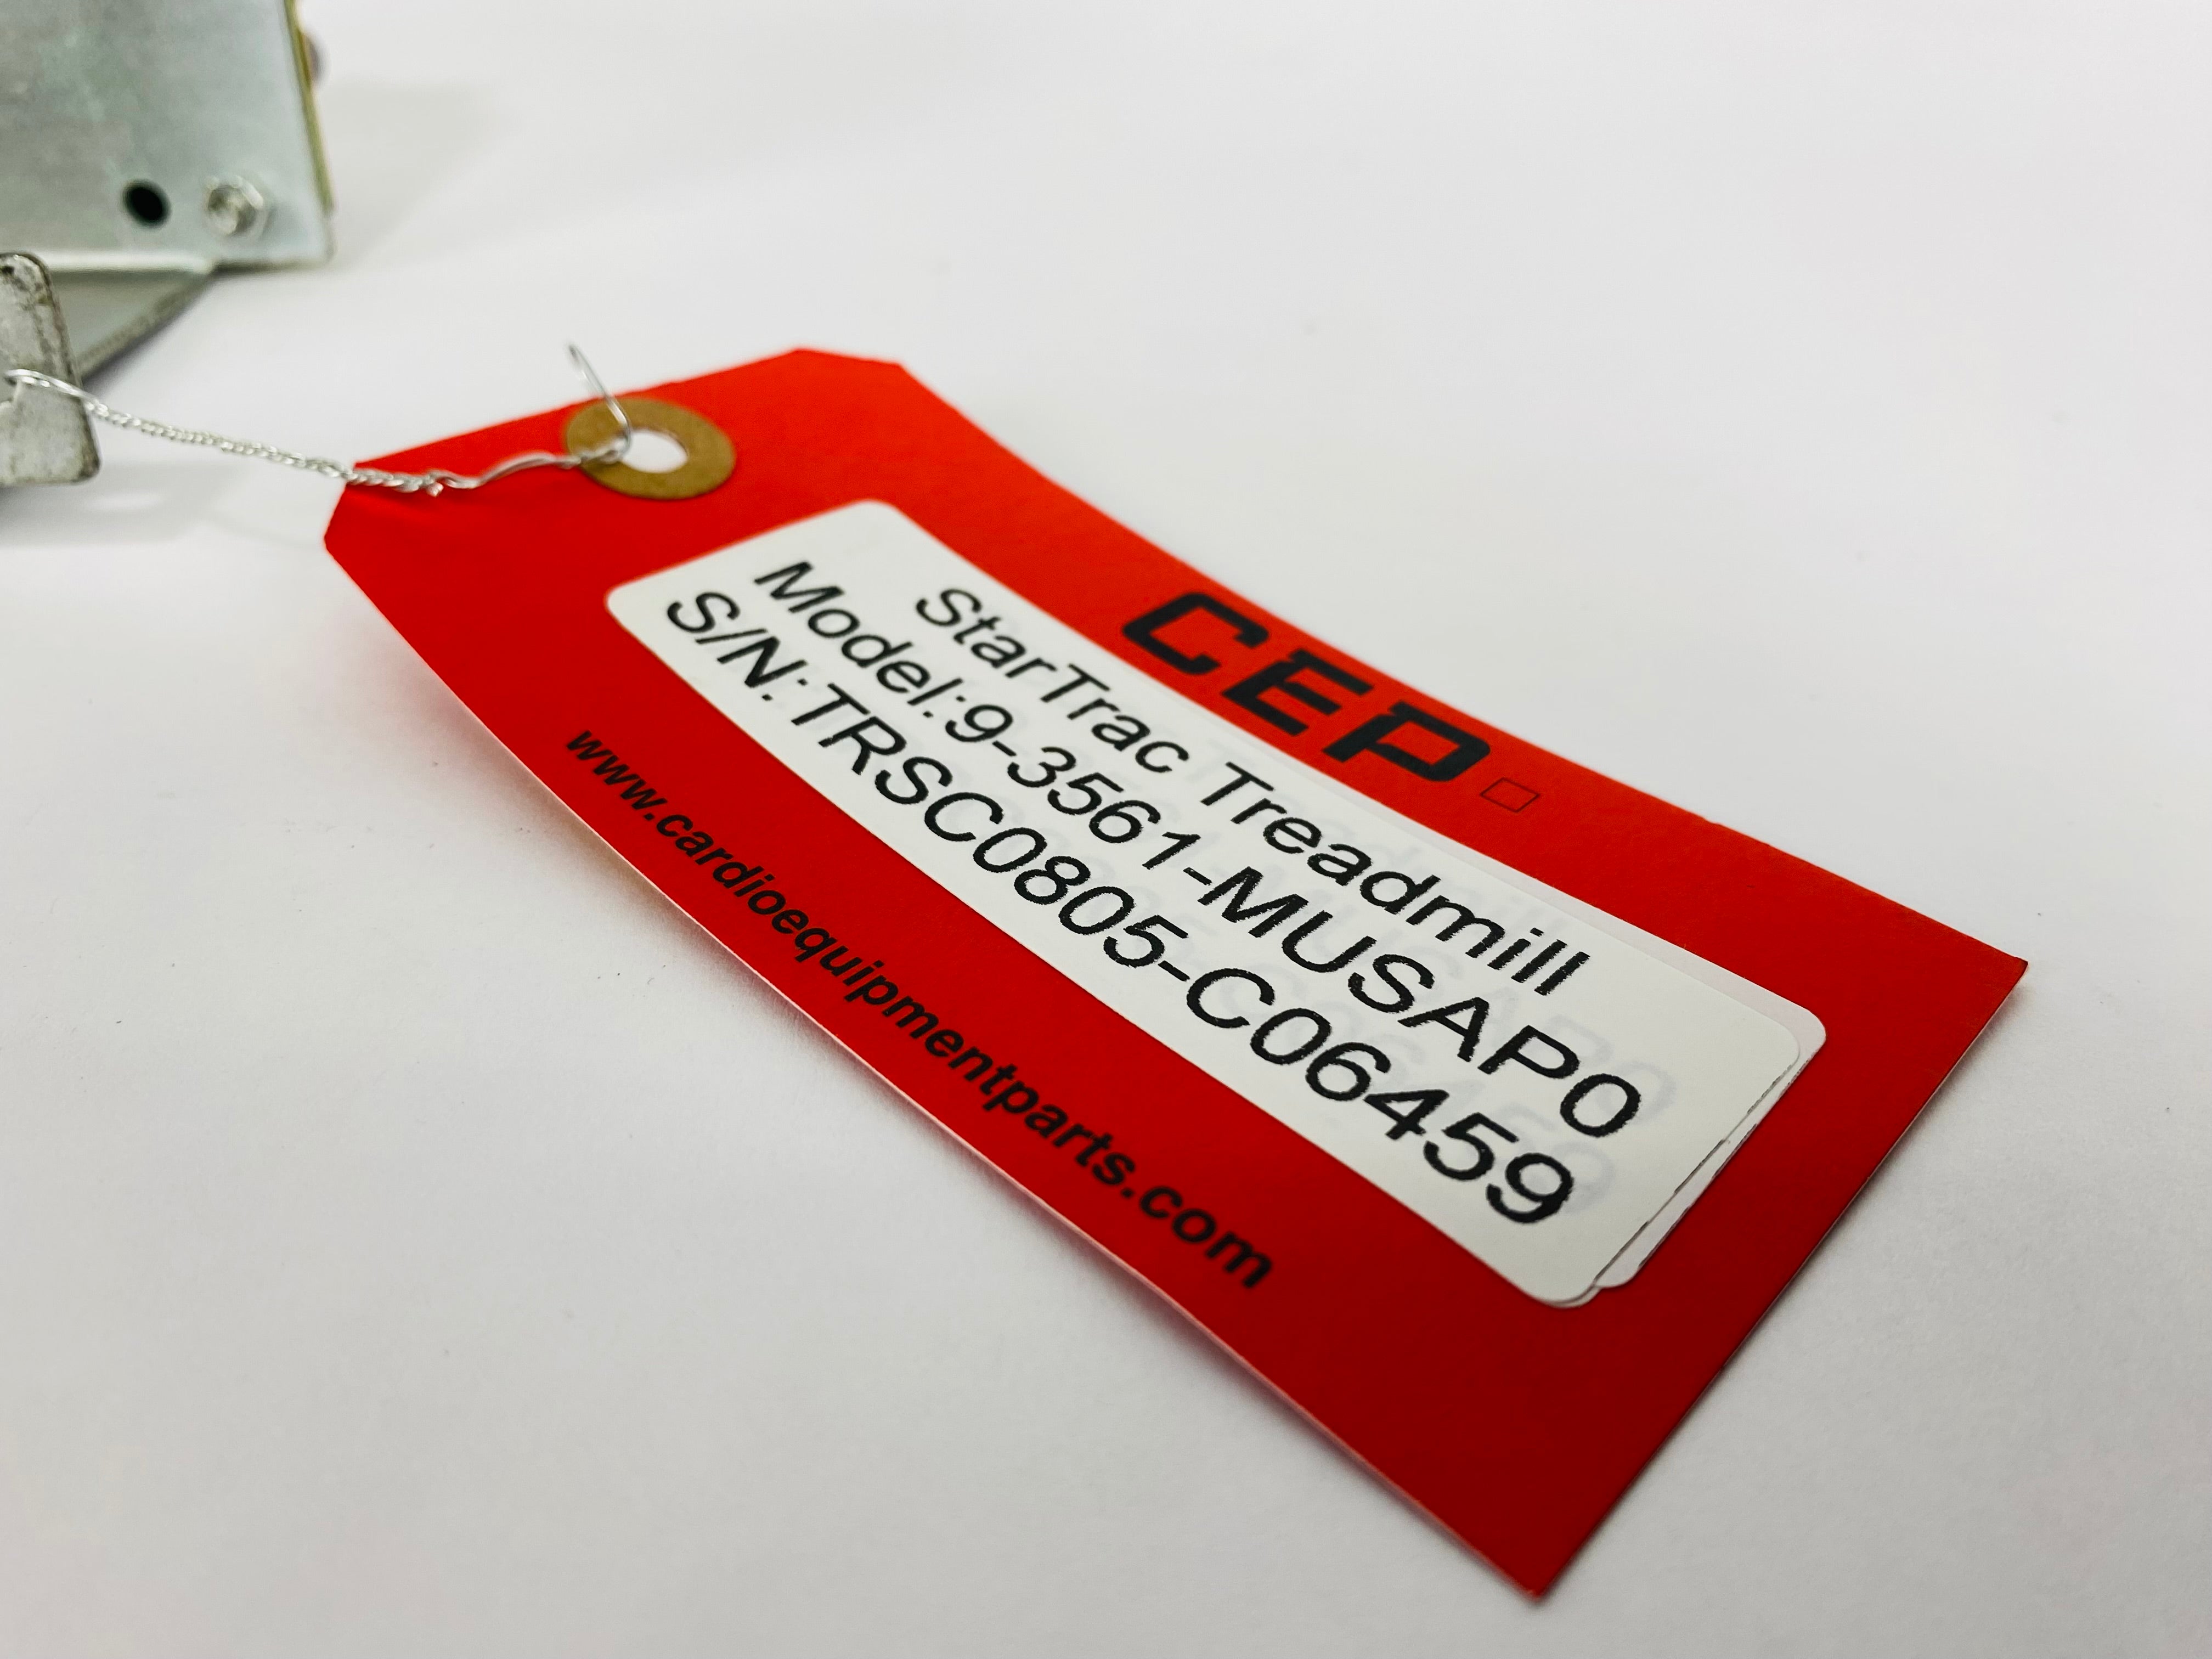 CEP
StarTrac Treadmill
Model:9-3561-MUSAP0
S/N:TRSC0805-C06459
www.cardioequipmentparts.com